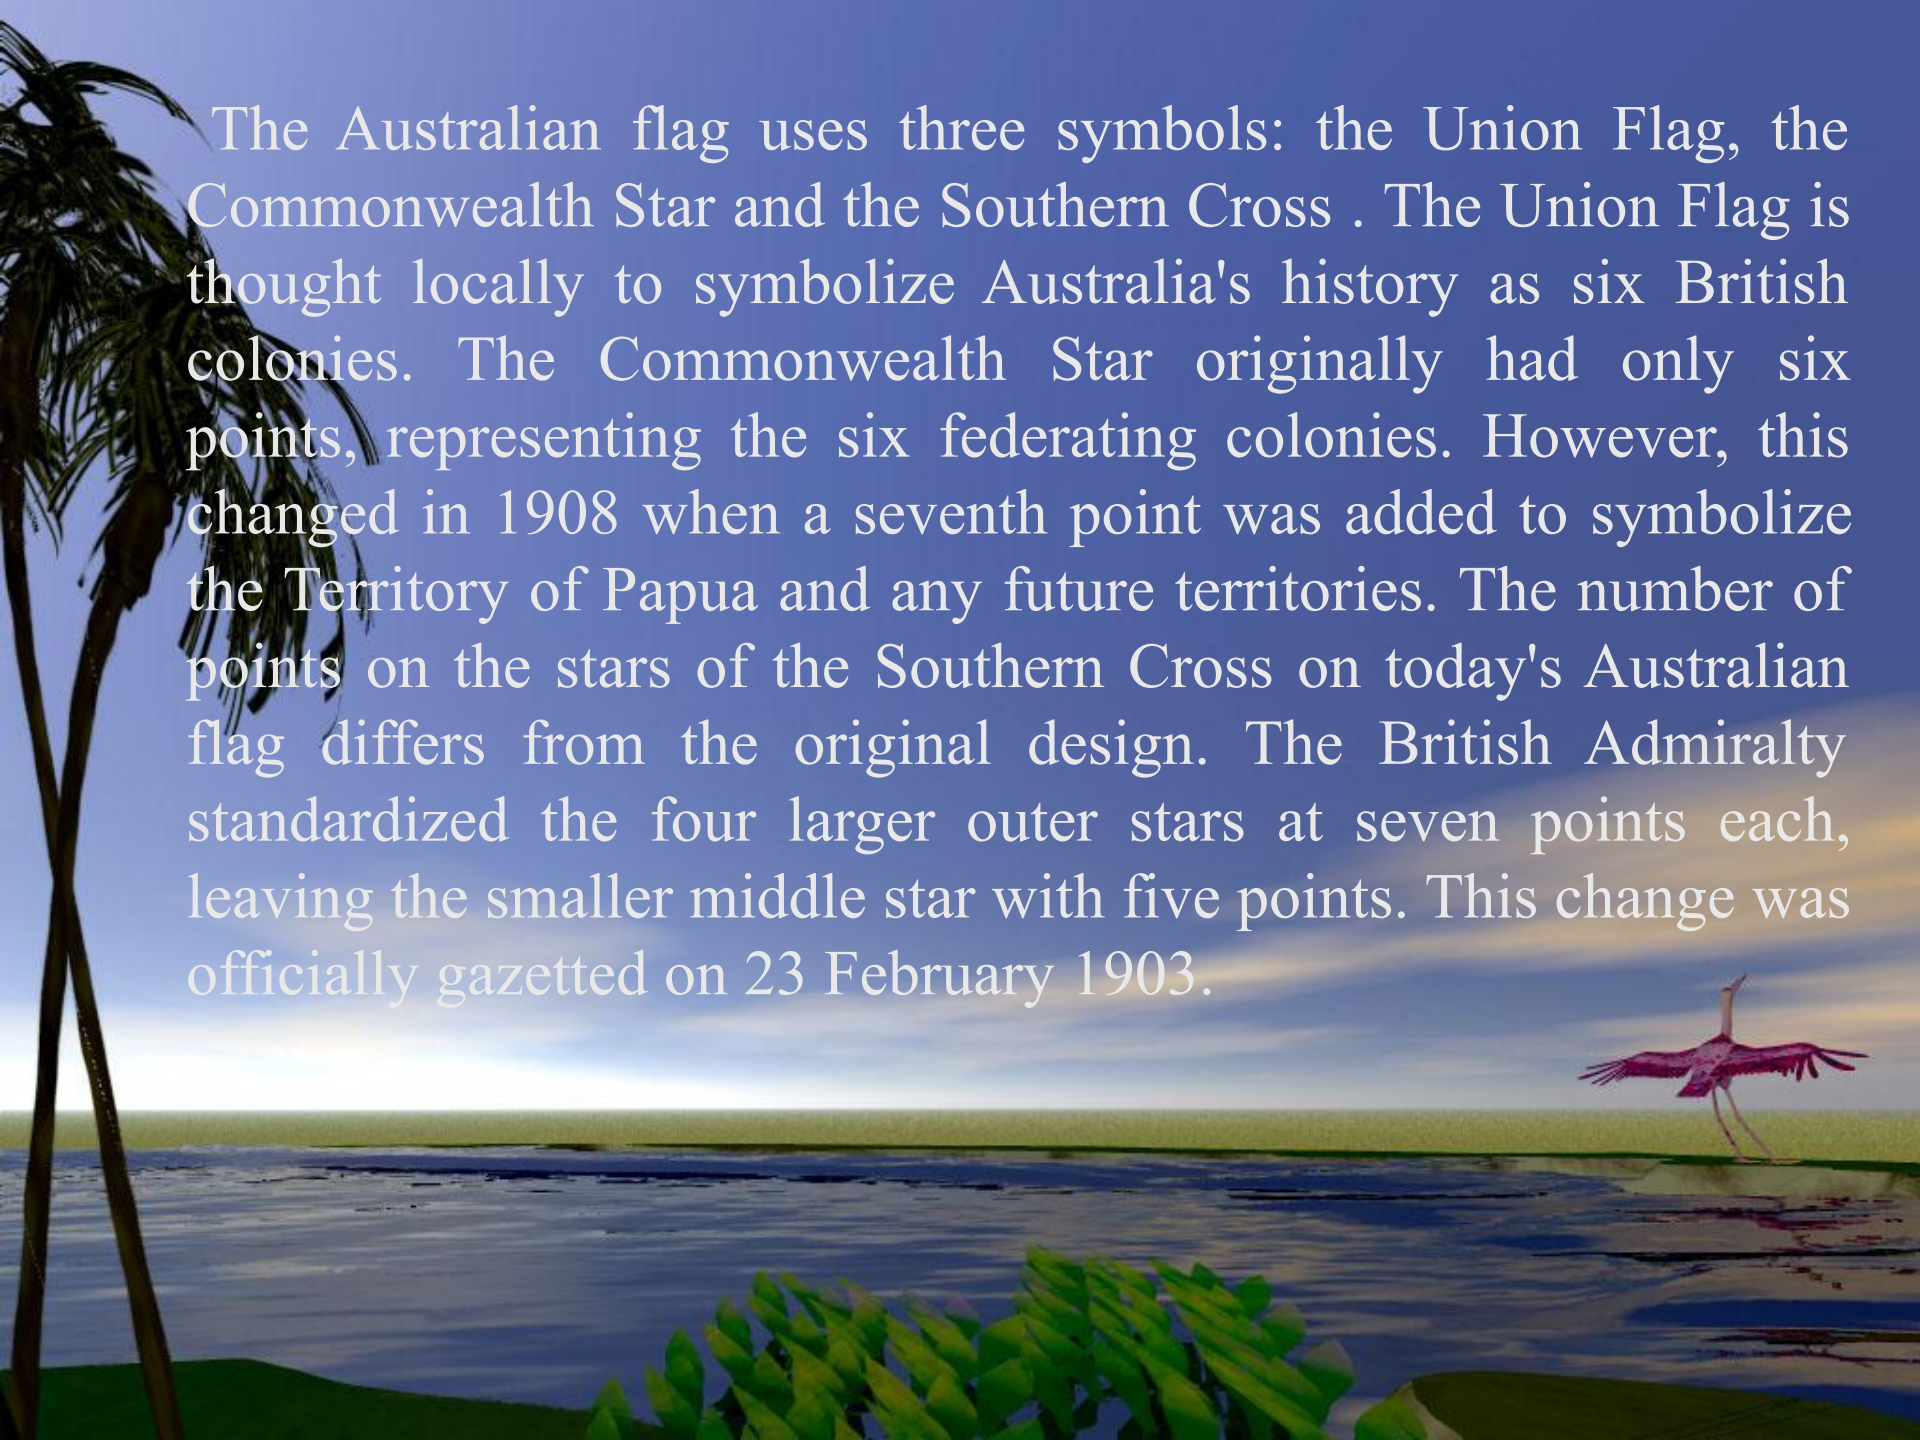 The Australian flag uses three symbols: the Union Flag, the
Commonwealth Star and the Southern Cross . The Union Flag is
thought locally to symbolize Australia's history as six British
colonies. The Commonwealth Star originally had only six
points, representing the six federating colonies. However, this
changed in 1908 when a seventh point was added to symbolize
the Territory of Papua and any future territories. The number of
points on the stars of the Southern Cross on today's Australian
flag differs from the original design. The British Admiralty
standardized the four larger outer stars at seven points each,
leaving the smaller middle star with five points. This change was
officially gazetted on 23 February 1903.